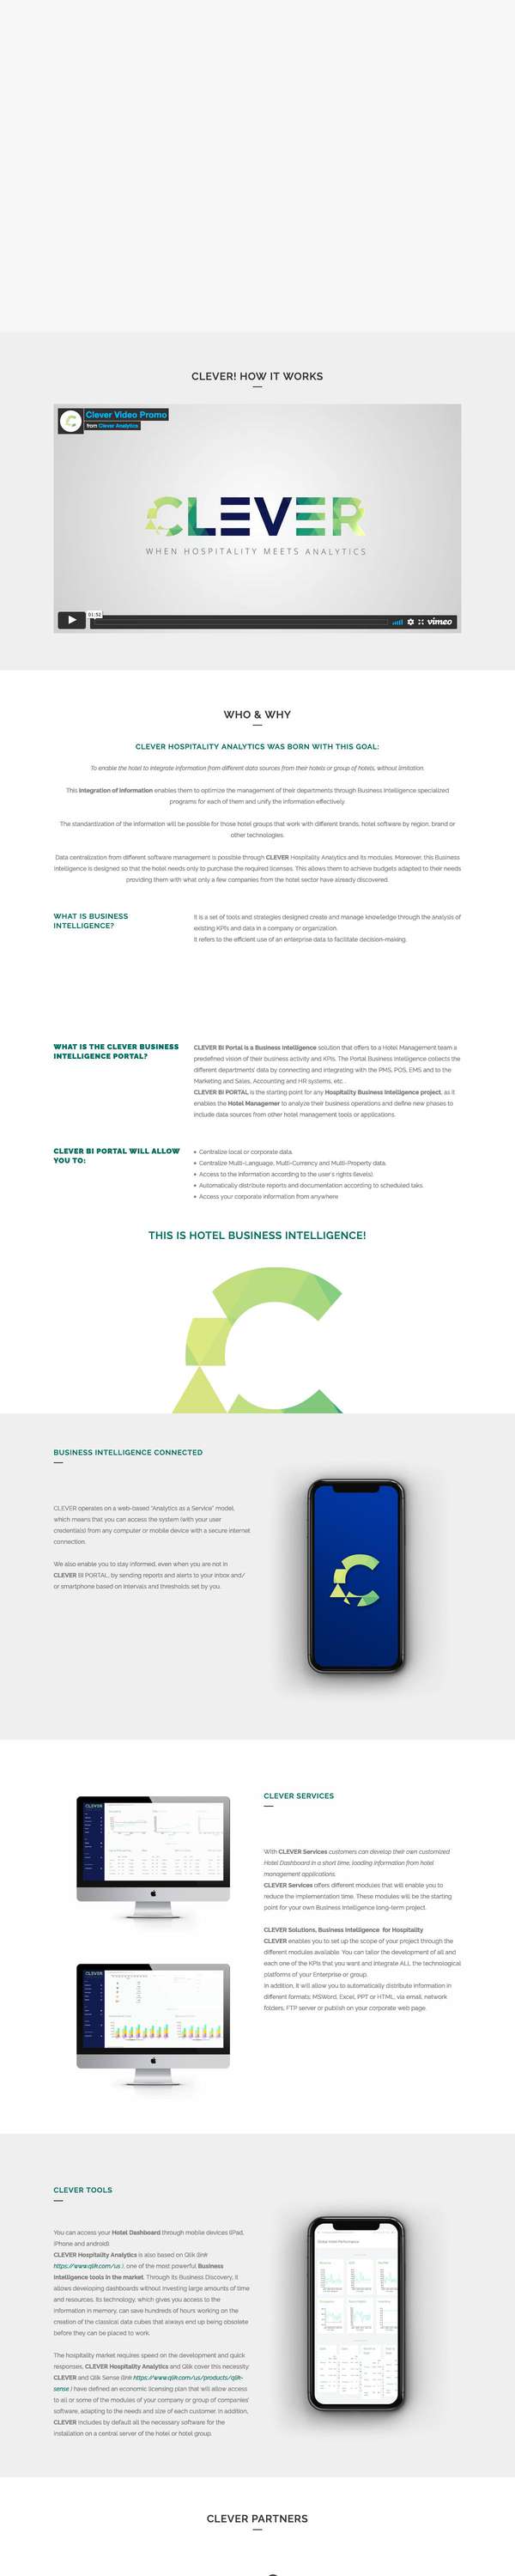 CLEVER! HOW IT WORKS
Clever Video Promo
from Clever Analytics
CLEVER
WHEN HOSPITALITY MEETS ANALYTICS
01:52
vimeo
WHO & WHY
CLEVER HOSPITALITY ANALYTICS WAS BORN WITH THIS GOAL:
To enable the hotel to integrate information from different data sources from their hotels or group of hotels, without limitation.
This Integration of Information enables them to optimize the management of their departments through Business Intelligence specialized
programs for each of them and unify the information effectively.
The standardization of the information will be possible for those hotel groups that work with different brands, hotel software by region, brand or
other technologies.
Data centralization from different software management is possible through CLEVER Hospitality Analytics and its modules. Moreover, this Business
Intelligence is designed so that the hotel needs only to purchase the required licenses. This allows them to achieve budgets adapted to their needs
providing them with what only a few companies from the hotel sector have already discovered.
WHAT IS BUSINESS
INTELLIGENCE?
It is a set of tools and strategies designed create and manage knowledge through the analysis of
existing KPIs and data in a company or organization.
It refers to the efficient use of an enterprise data to facilitate decision-making.
WHAT IS THE CLEVER BUSINESS
INTELLIGENCE PORTAL?
CLEVER BI Portal is a Business Intelligence solution that offers to a Hotel Management team a
predefined vision of their business activity and KPIs. The Portal Business Intelligence collects the
different departments' data by connecting and integrating with the PMS, POS, EMS and to the
Marketing and Sales, Accounting and HR systems, etc.
CLEVER BI PORTAL is the starting point for any Hospitality Business Intelligence project, as it
enables the Hotel Managemer to analyze their business operations and define new phases to
include data sources from other hotel management tools or applications.
CLEVER BI PORTAL WILL ALLOW
YOU TO:
• Centralize local or corporate data.
• Centralize Multi-Language, Multi-Currency and Multi-Property data.
• Access to the information according to the user's rights (levels).
• Automatically distribute reports and documentation according to scheduled taks.
• Access your corporate information from anywhere
THIS IS HOTEL BUSINESS INTELLIGENCE!
BUSINESS INTELLIGENCE CONNECTED
CLEVER operates on a web-based "Analytics as a Service" model,
which means that you can access the system (with your user
credentials) from any computer or mobile device with a secure internet
connection.
We also enable you to stay informed, even when you are not in
CLEVER BI PORTAL, by sending reports and alerts to your inbox and/
or smartphone based on intervals and thresholds set by you.
CLEVER
CLEVER
CLEVER SERVICES
With CLEVER Services customers can develop their own customized
Hotel Dashboard in a short time, loading information from hotel
management applications.
CLEVER Services offers different modules that will enable you to
reduce the implementation time. These modules will be the starting
point for your own Business Intelligence long-term project.
CLEVER Solutions, Business Intelligence for Hospitality
CLEVER enables you to set up the scope of your project through the
different modules available. You can tailor the development of all and
each one of the KPIs that you want and integrate ALL the technological
platforms of your Enterprise or group.
In addition, it will allow you to automatically distribute information in
different formats: MSWord, Excel, PPT or HTML, via email, network
folders, FTP server or publish on your corporate web page.
CLEVER TOOLS
You can access your Hotel Dashboard through mobile devices (iPad,
iPhone and android).
CLEVER Hospitality Analytics is also based on Qlik (link
https://www.qlik.com/us ), one of the most powerful Business
Intelligence tools in the market. Through its Business Discovery, it
allows developing dashboards without investing large amounts of time
and resources. Its technology, which gives you access to the
information in memory, can save hundreds of hours working on the
creation of the classical data cubes that always end up being obsolete
before they can be placed to work.
The hospitality market requires speed on the development and quick
responses, CLEVER Hospitality Analytics and Qlik cover this necessity.
CLEVER and Qlik Sense (link https://www.qlik.com/us/products/qlik-
sense ) have defined an economic licensing plan that will allow access
to all or some of the modules of your company or group of companies'
software, adapting to the needs and size of each customer. In addition,
CLEVER includes by default all the necessary software for the
installation on a central server of the hotel or hotel group.
Global Hotel Performance
CLEVER PARTNERS